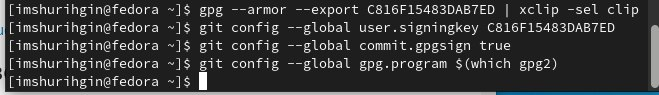 [imshurihgin@fedora ~]$ gpg --armor --export C816F15483DAB7ED | xclip -sel clip
[imshurihgin@fedora ~]$ git config --global user.signingkey C816F15483DAB7ED
[imshurihgin@fedora ~]$ git config --global commit.gpgsign true
[imshurihgin@fedora ~]$ git config --global gpg.program $(which gpg2)
[imshurihgin@fedora ~]$